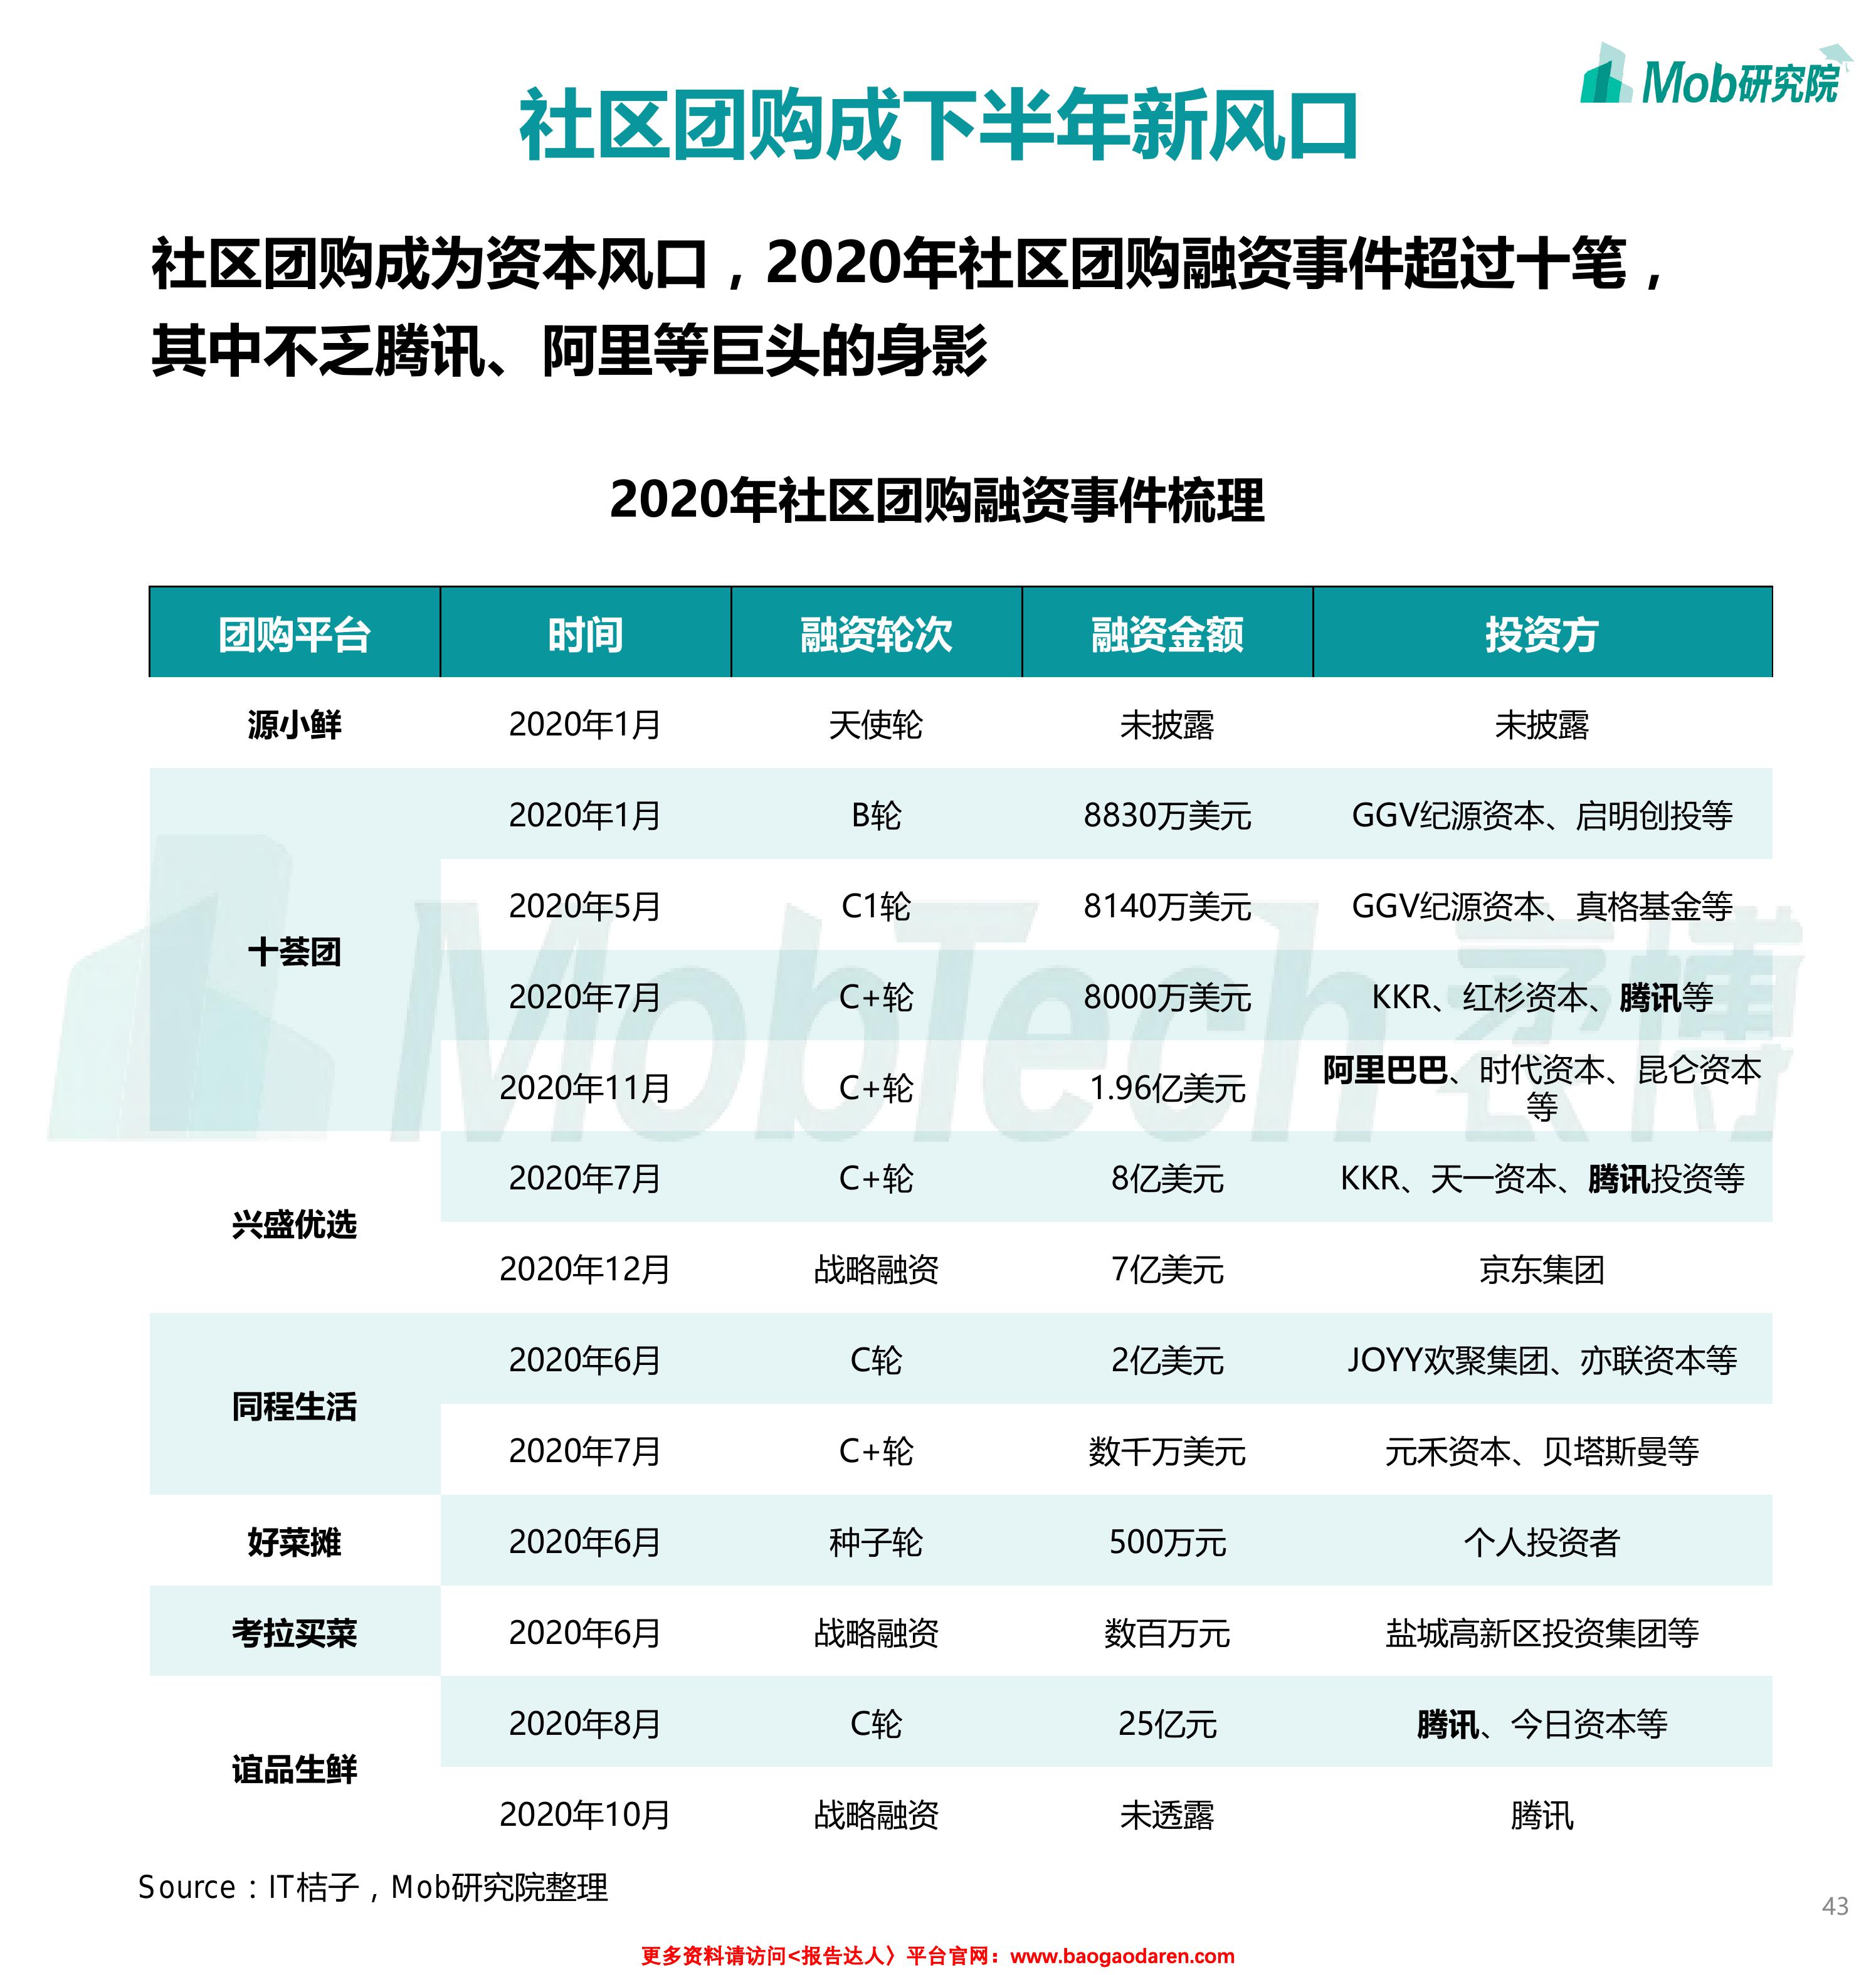 Mob研究院
社区团购成下半年新风口
社区团购成为资本风口，2020年社区团购融资事件超过十笔，
其中不乏腾讯、阿里等巨头的身影
2020年社区团购融资事件梳理
团购平台 时间 融资轮次 融资金额 投资方
源小鲜 2020年1月 天使轮 未披露 未披露
十荟团 2020年1月 B轮 8830万美元 GGV纪源资本、启明创投等
2020年5月 C1轮 8140万美元 GGV纪源资本、真格基金等
2020年7月 C+轮 8000万美元 KKR、红杉资本、腾讯等
2020年11月 C+轮 1.96亿美元 阿里巴巴、时代资本、昆仑资本
等
兴盛优选 2020年7月 C+轮 8亿美元 KKR、天一资本、腾讯投资等
2020年12月 战略融资 7亿美元 京东集团
同程生活 2020年6月 C轮 2亿美元 JOYY欢聚集团、亦联资本等
2020年7月 C+轮 数千万美元 元禾资本、贝塔斯曼等
好菜摊 2020年6月 种子轮 500万元 个人投资者
考拉买菜 2020年6月 战略融资 数百万元 盐城高新区投资集团等
谊品生鲜 2020年8月 C轮 25亿元 腾讯、今日资本等
2020年10月 战略融资 未透露 腾讯
MobTech 袤博
Source：IT桔子，Mob研究院整理
43
更多资料请访问<报告达人〉平台官网：www.baogaodaren.com